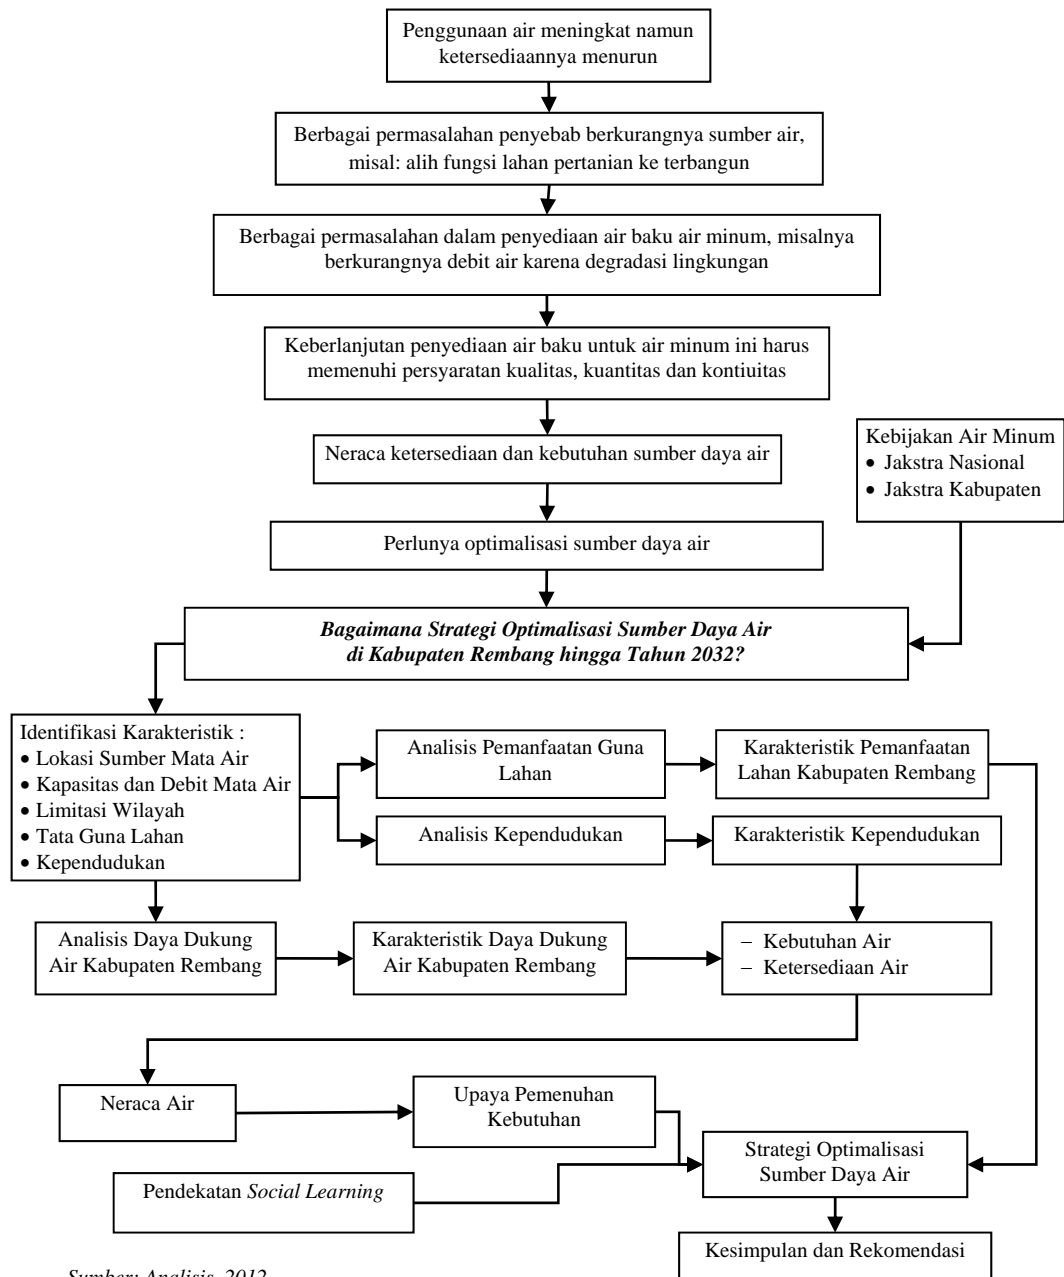 Penggunaan air meningkat namun
ketersediaannya menurun
Berbagai permasalahan penyebab berkurangnya sumber air,
misal: alih fungsi lahan pertanian ke terbangun
Berbagai permasalahan dalam penyediaan air baku air minum, misalnya
berkurangnya debit air karena degradasi lingkungan
Keberlanjutan penyediaan air baku untuk air minum ini harus
memenuhi persyaratan kualitas, kuantitas dan kontiuitas
Neraca ketersediaan dan kebutuhan sumber daya air
Kebijakan Air Minum
• Jakstra Nasional
• Jakstra Kabupaten
Perlunya optimalisasi sumber daya air
Bagaimana Strategi Optimalisasi Sumber Daya Air
di Kabupaten Rembang hingga Tahun 2032?
Identifikasi Karakteristik :
• Lokasi Sumber Mata Air
• Kapasitas dan Debit Mata Air
• Limitasi Wilayah
• Tata Guna Lahan
• Kependudukan
Analisis Pemanfaatan Guna
Lahan
Karakteristik Pemanfaatan
Lahan Kabupaten Rembang
Analisis Kependudukan
Karakteristik Kependudukan
Analisis Daya Dukung
Air Kabupaten Rembang
Karakteristik Daya Dukung
Air Kabupaten Rembang
– Kebutuhan Air
– Ketersediaan Air
Neraca Air
Upaya Pemenuhan
Kebutuhan
Strategi Optimalisasi
Sumber Daya Air
Pendekatan Social Learning
Kesimpulan dan Rekomendasi
Sumber: Analisis, 2012